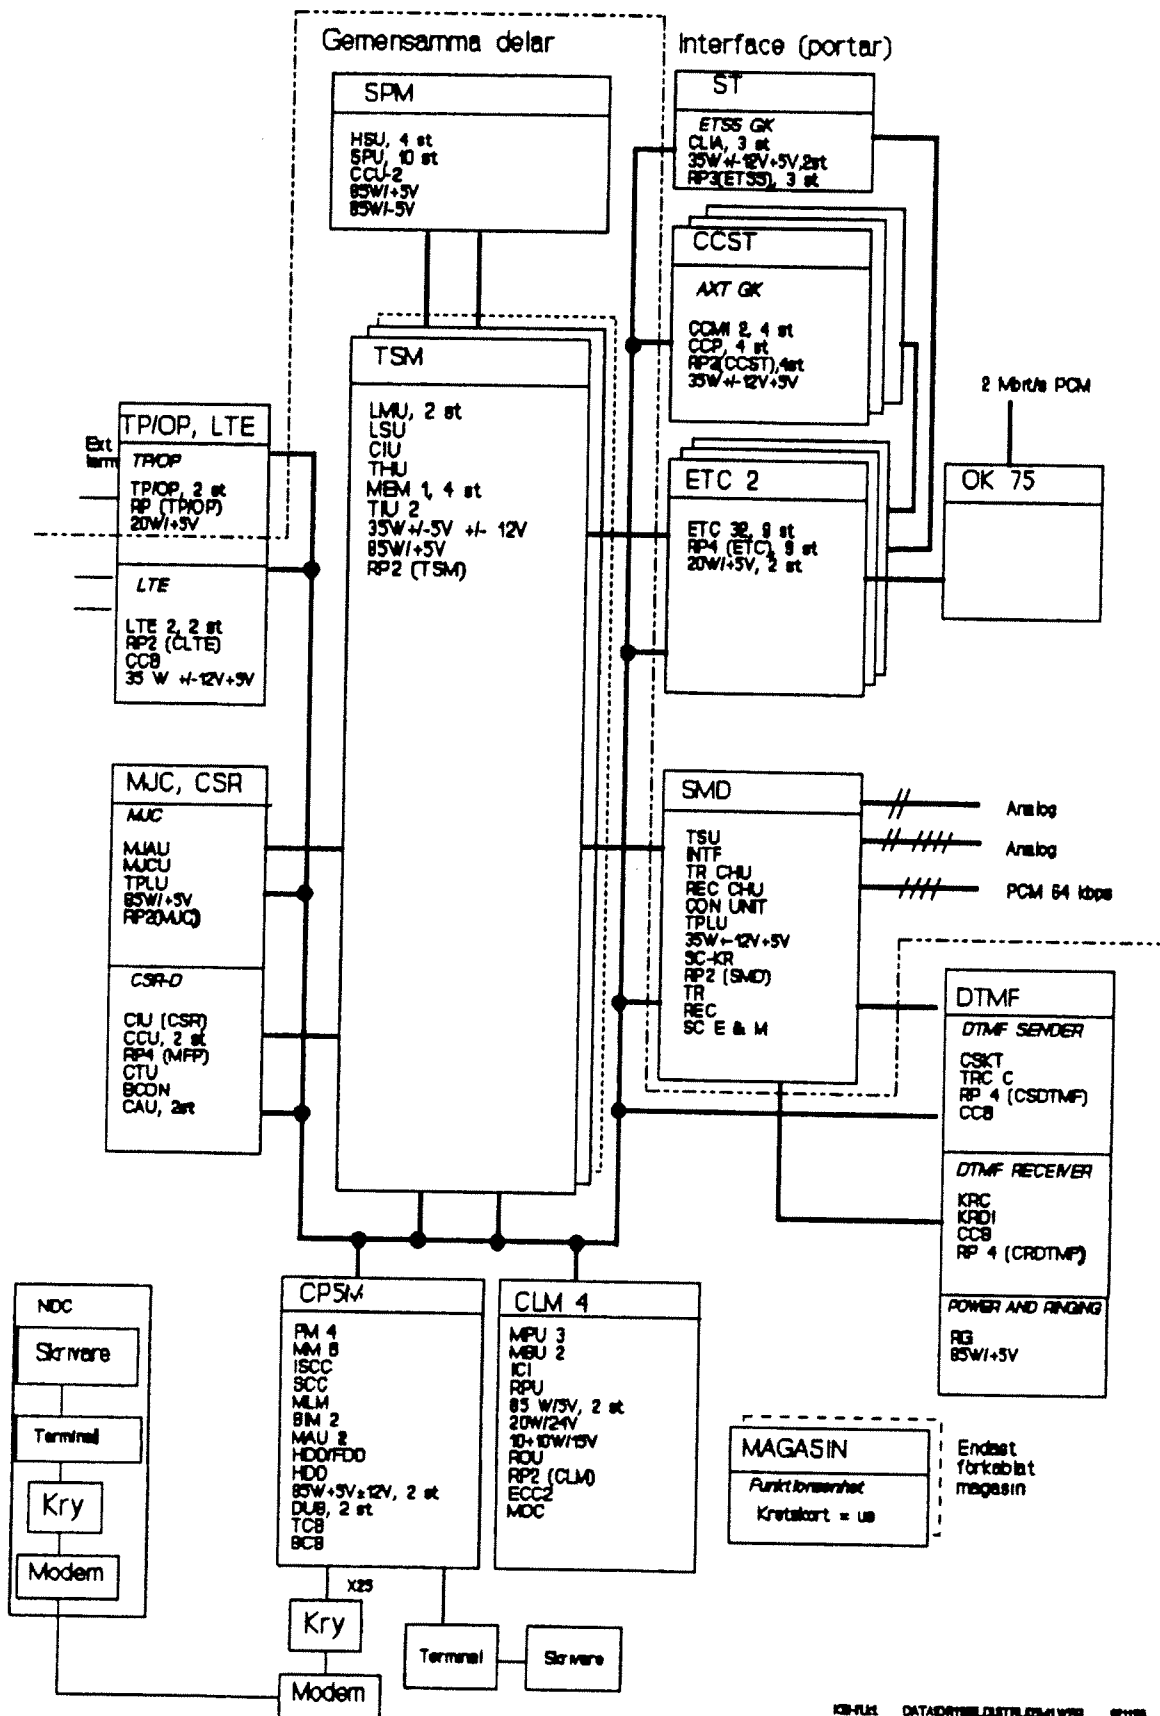 Gemensamma delar
Interface (portar)
SPM
HSU, 4 st
SPU, 10 st
CCU-2
85W/+5V
85W/-5V
ST
ETSS GK
CLIA, 3 st
35W+/-12V+5V,2st
RP3(ETSS), 3 st
CCST
AXT GK
CCMI 2, 4 st
CCP, 4 st
RP2(CCST),4st
35W+/-12V+5V
TSM
LMU, 2 st
LSU
CIU
THU
MEM 1, 4 st
TIU 2
35W+/-5V +/- 12V
85W/+5V
RP2 (TSM)
TP/OP, LTE
Ext
term
TP/OP
TP/OP, 2 st
RP (TP/OP)
20W/+5V
LTE
LTE 2, 2 st
RP2 (CLTE)
CCB
35 W +/-12V+5V
ETC 2
ETC 32, 9 st
RP4 (ETC), 9 st
20W/+5V, 2 st
2 Mbit/s PCM
OK 75
MJC, CSR
MJC
MJAU
MJCU
TPLU
85W/+5V
RP2(MJC)
CSR-D
CIU (CSR)
CCU, 2 st
RP4 (MFP)
CTU
BCON
CAU, 2st
SMD
TSU
INTF
TR CHU
REC CHU
CON UNIT
TPLU
35W+-12V+5V
SC-KR
RP2 (SMD)
TR
REC
SC E & M
Analog
Analog
PCM 64 kbps
DTMF
DTMF SENDER
CSKT
TRC C
RP 4 (CSDTMF)
CCB
DTMF RECEIVER
KRC
KRDI
CCB
RP 4 (CRDTMF)
POWER AND RINGING
RG
85W/+5V
CP5M
PM 4
MM 8
ISCC
SCC
MLM
BIM 2
MAU 2
HDD/FDD
HDD
85W+5V±12V, 2 st
DUB, 2 st
TCB
BCB
CLM 4
MPU 3
MBU 2
ICI
RPU
85 W/5V, 2 st
20W/24V
10+10W/15V
ROU
RP2 (CLM)
ECC2
MDC
NDC
Skrivare
Terminal
Kry
Modem
X25
Kry
Modem
Terminal
Skrivare
MAGASIN
Funktionsenhet
Kretskort = us
Endast
förkablat
magasin